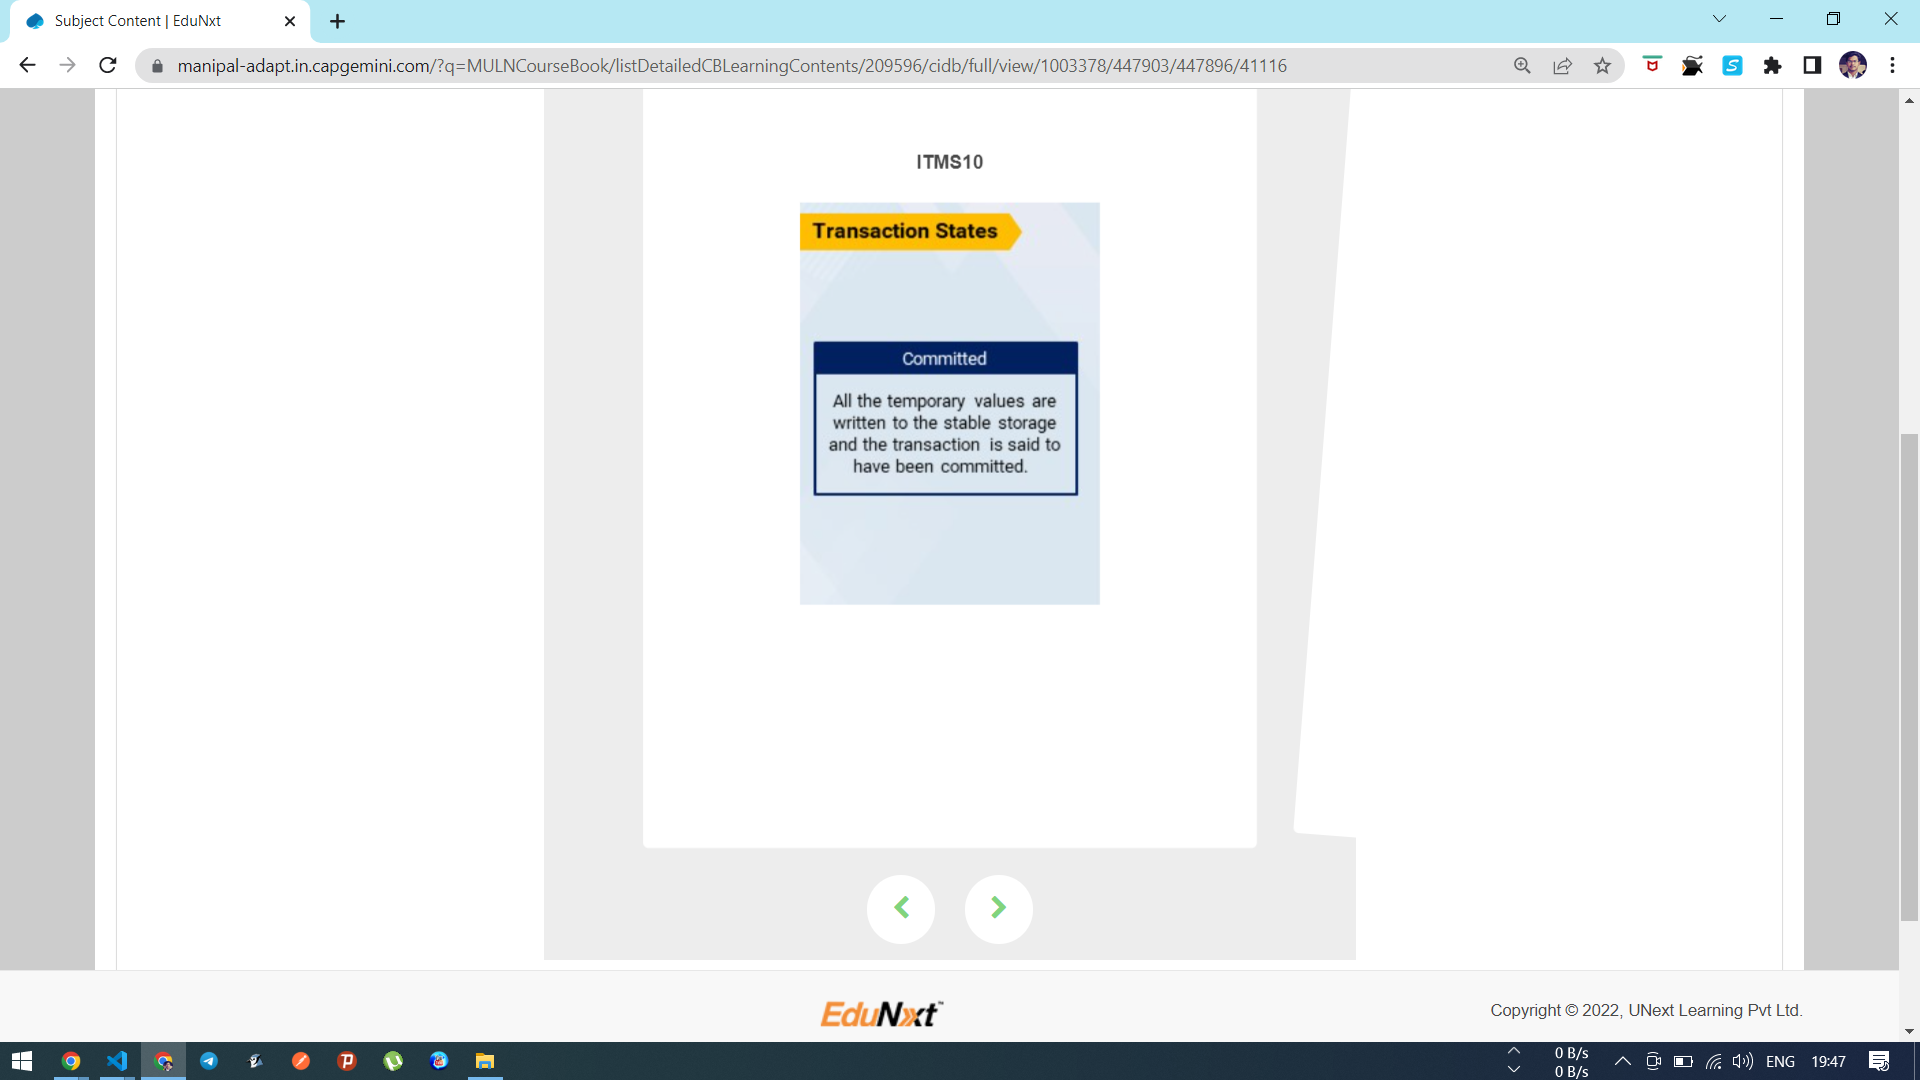 Subject Content | EduNxt
manipal-adapt.in.capgemini.com/?q=MULNCourseBook/listDetailedCBLearningContents/209596/cidb/full/view/1003378/447903/447896/41116
ITMS10
Transaction States
Committed
All the temporary values are
written to the stable storage
and the transaction is said to
have been committed.
EduNxt
Copyright © 2022, UNext Learning Pvt Ltd.
0 B/s
0 B/s
ENG
19:47